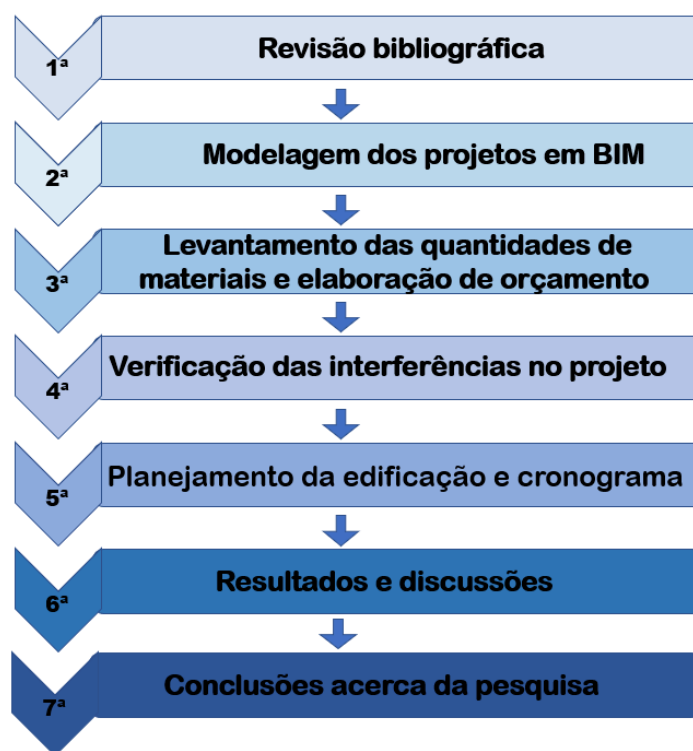 1ª
Revisão bibliográfica
2ª
Modelagem dos projetos em BIM
3ª
Levantamento das quantidades de
materiais e elaboração de orçamento
4ª
Verificação das interferências no projeto
5ª
Planejamento da edificação e cronograma
6ª
Resultados e discussões
7ª
Conclusões acerca da pesquisa